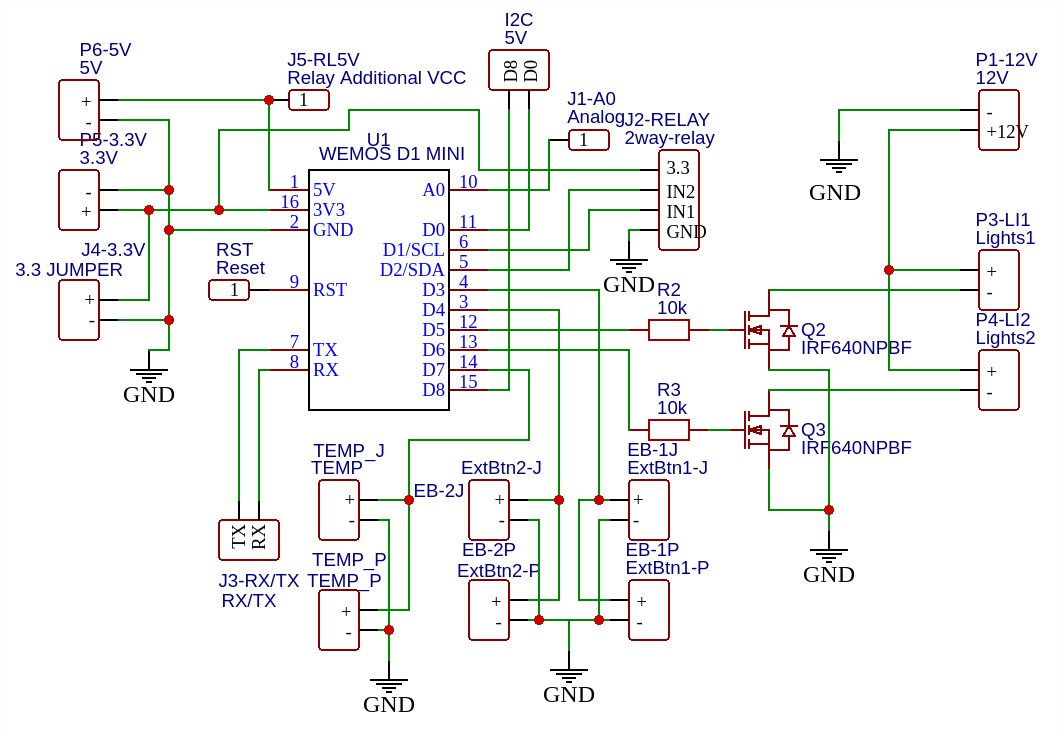 P6-5V
5V
+
-
P5-3.3V
3.3V
-
+
J4-3.3V
3.3 JUMPER
+
-
GND
J5-RL5V
Relay Additional VCC
1
RST
Reset
1
U1
WEMOS D1 MINI
1 5V
16 3V3
2 GND
9 RST
7 TX
8 RX
A0 10
D0 11
D1/SCL 6
D2/SDA 5
D3 4
D4 3
D5 12
D6 13
D7 14
D8 15
I2C
5V
D8
D0
J1-A0
Analog
1
J2-RELAY
2way-relay
3.3
IN2
IN1
GND
GND
R2
10k
R3
10k
Q2
IRF640NPBF
Q3
IRF640NPBF
GND
P1-12V
12V
-
+12V
GND
P3-LI1
Lights1
+
-
P4-LI2
Lights2
+
-
TX
RX
J3-RX/TX
RX/TX
TEMP_J
TEMP
+
-
TEMP_P
TEMP_P
+
-
GND
ExtBtn2-J
EB-2J
+
-
EB-2P
ExtBtn2-P
+
-
EB-1J
ExtBtn1-J
+
-
EB-1P
ExtBtn1-P
+
-
GND